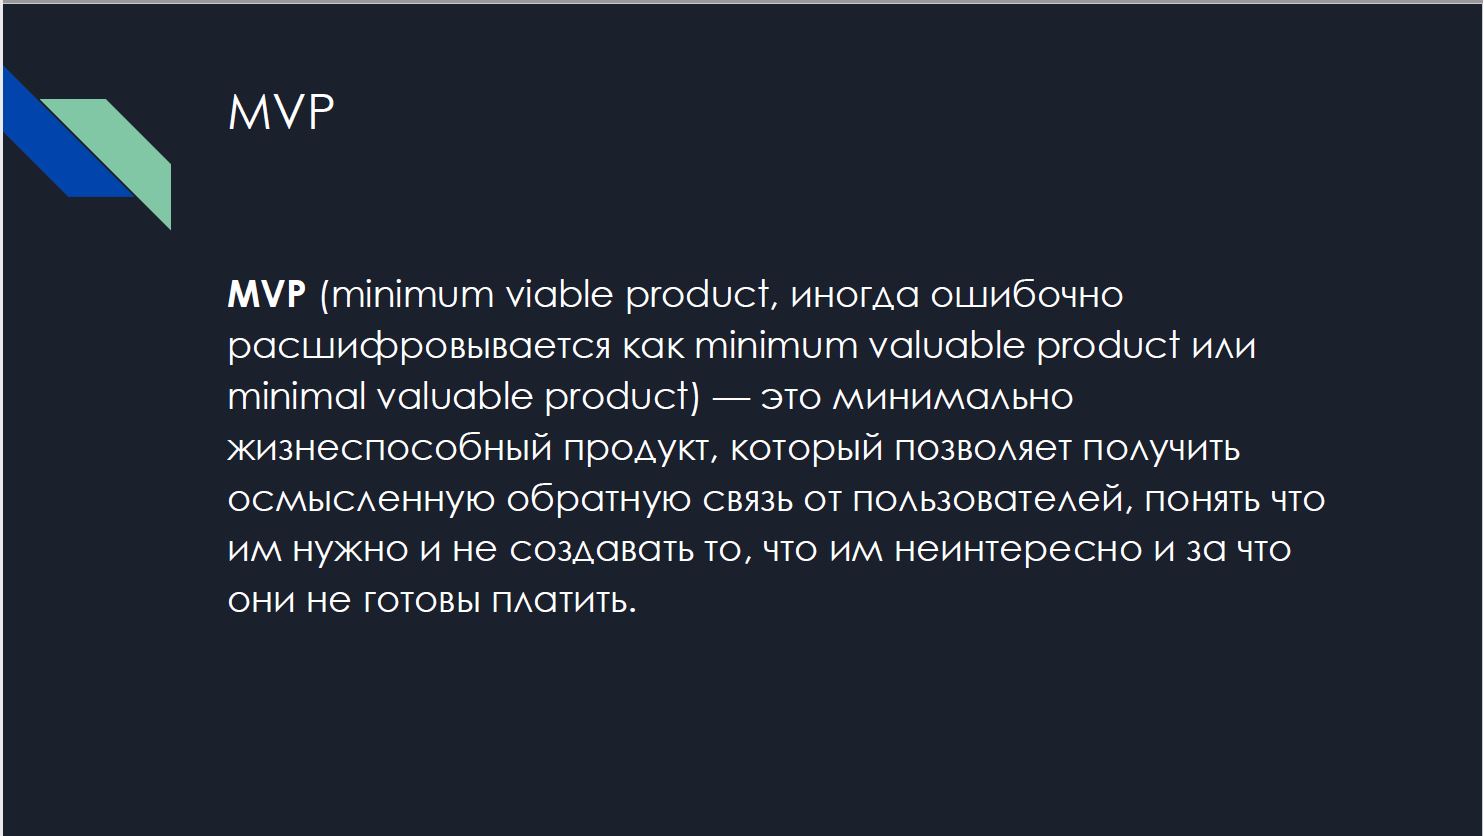 MVP
MVP (minimum viable product, иногда ошибочно
расшифровывается как minimum valuable product или
minimal valuable product) — это минимально
жизнеспособный продукт, который позволяет получить
осмысленную обратную связь от пользователей, понять что
им нужно и не создавать то, что им неинтересно и за что
они не готовы платить.